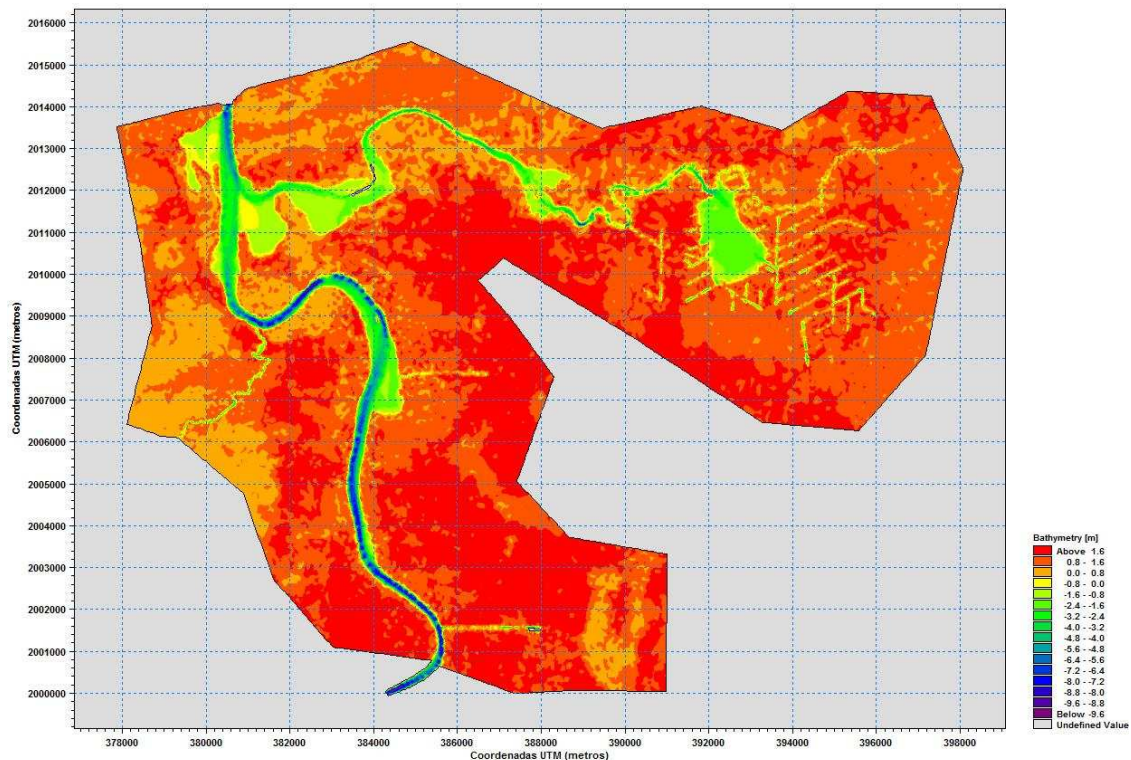 2016000
2015000
2014000
2013000
2012000
2011000
2010000
2009000
2008000
2007000
2006000
2005000
2004000
2003000
2002000
2001000
2000000
Coordenadas UTM (metros)
378000 380000 382000 384000 386000 388000 390000 392000 394000 396000 398000
Coordenadas UTM (metros)
Bathymetry [m]
Above 1.6
0.8 - 1.6
0.0 - 0.8
-0.8 - 0.0
-1.6 - -0.8
-2.4 - -1.6
-3.2 - -2.4
-4.0 - -3.2
-4.8 - -4.0
-5.6 - -4.8
-6.4 - -5.6
-7.2 - -6.4
-8.0 - -7.2
-8.8 - -8.0
-9.6 - -8.8
Below -9.6
Undefined Value